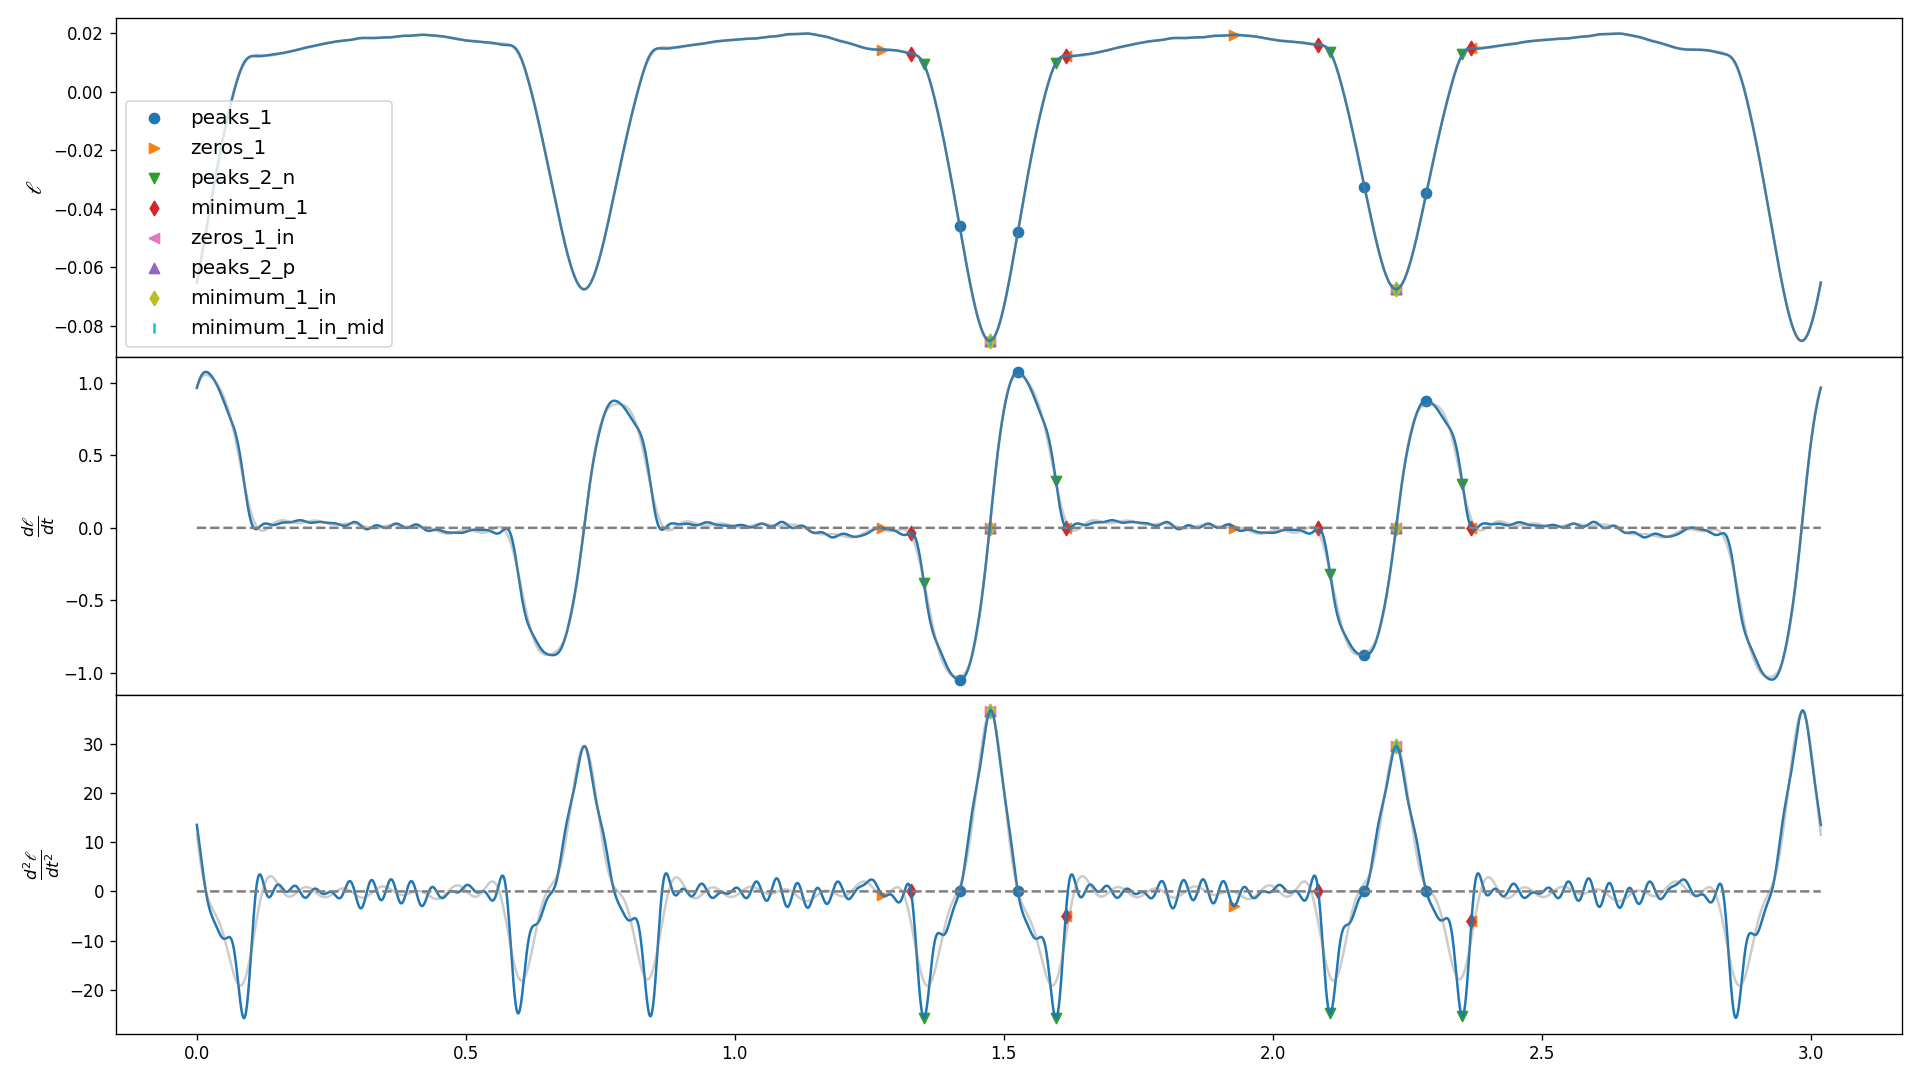 0.02
0.00
−0.02
−0.04
−0.06
−0.08
ℓ
peaks_1
zeros_1
peaks_2_n
minimum_1
zeros_1_in
peaks_2_p
minimum_1_in
minimum_1_in_mid
1.0
0.5
0.0
−0.5
−1.0
dℓ
dt
30
20
10
0
−10
−20
d²ℓ
dt²
0.0 0.5 1.0 1.5 2.0 2.5 3.0